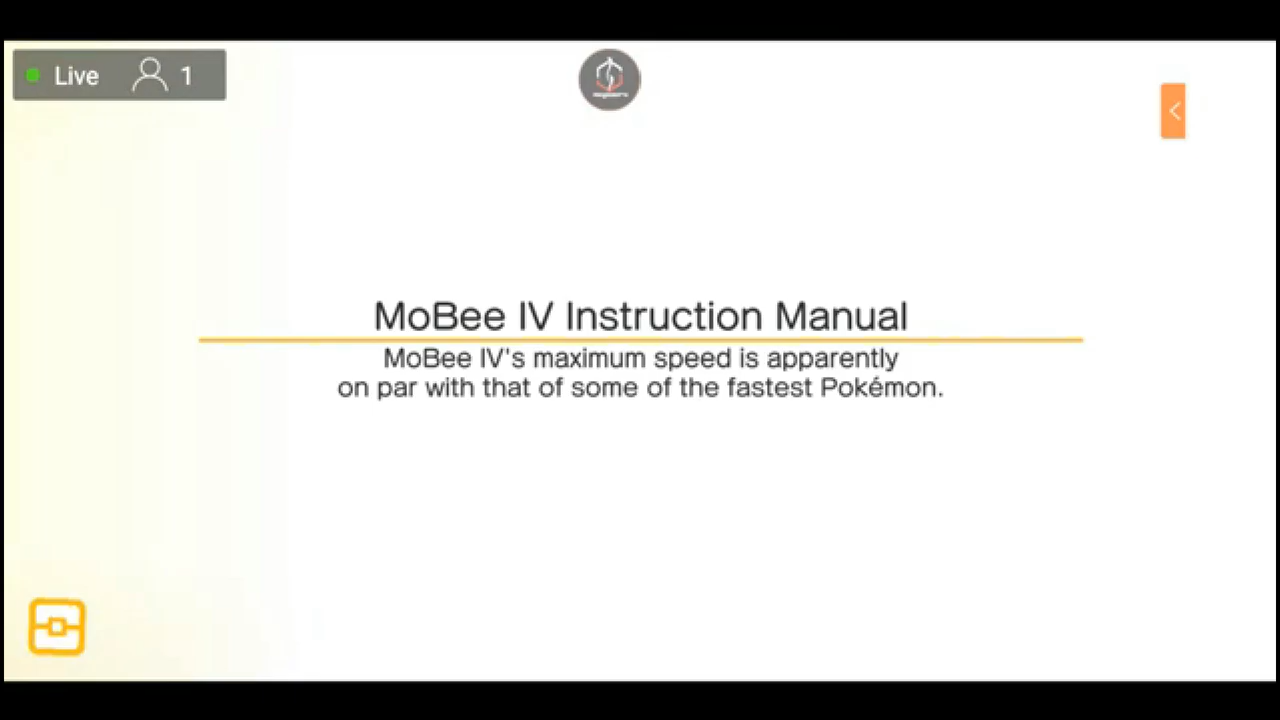 Live 1
MoBee IV Instruction Manual
MoBee IV's maximum speed is apparently
on par with that of some of the fastest Pokémon.